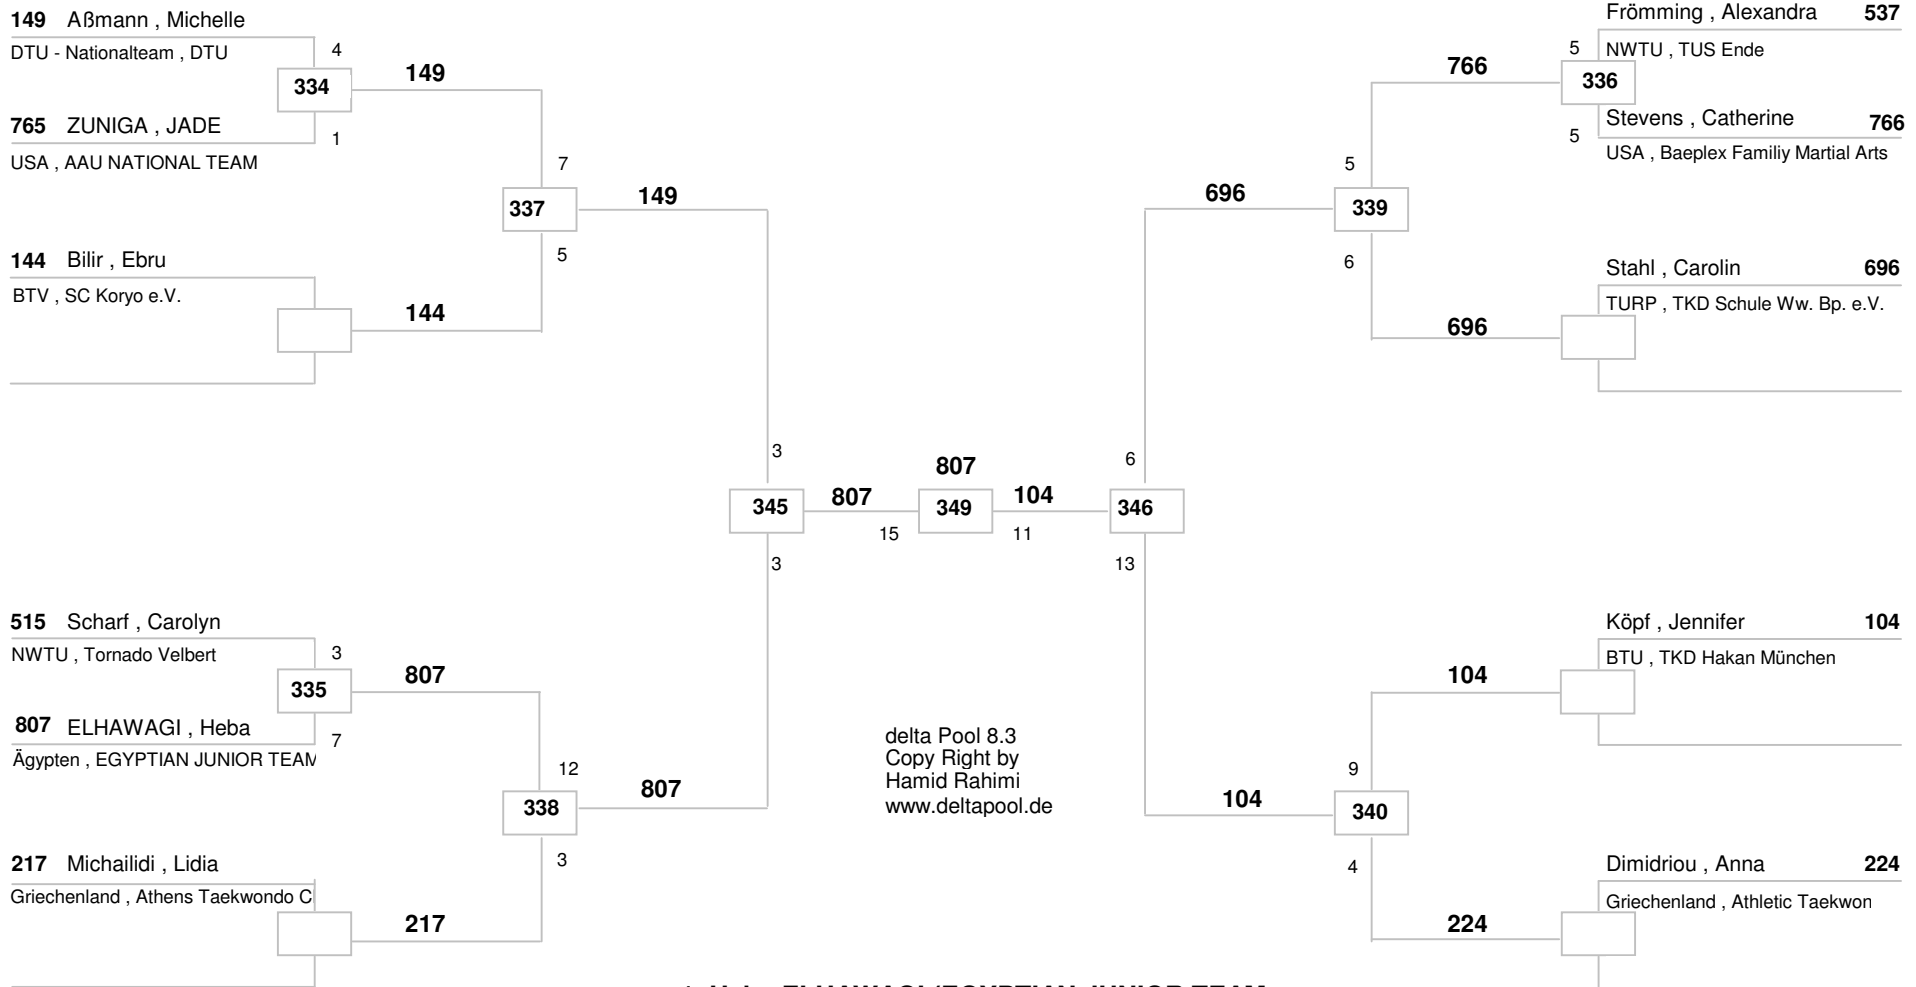 149 Aßmann , Michelle
DTU - Nationalteam , DTU
4
334
149
765 ZUNIGA , JADE
1
USA , AAU NATIONAL TEAM
7
337
149
5
144 Bilir , Ebru
BTV , SC Koryo e.V.
144
3
345
807
15
3
515 Scharf , Carolyn
NWTU , Tornado Velbert
3
335
807
807 ELHAWAGI , Heba
7
Ägypten , EGYPTIAN JUNIOR TEAM
12
338
807
3
217 Michailidi , Lidia
Griechenland , Athens Taekwondo C
217
807
349
104
11
Frömming , Alexandra 537
5
NWTU , TUS Ende
766
336
Stevens , Catherine 766
5
USA , Baeplex Familiy Martial Arts
5
696
339
6
Stahl , Carolin 696
TURP , TKD Schule Ww. Bp. e.V.
696
6
346
13
Köpf , Jennifer 104
BTU , TKD Hakan München
104
9
104
340
4
Dimidriou , Anna 224
Griechenland , Athletic Taekwon
224
delta Pool 8.3
Copy Right by
Hamid Rahimi
www.deltapool.de
Heba ELHAWAGI/EGYPTIAN JUNIOR TEAM